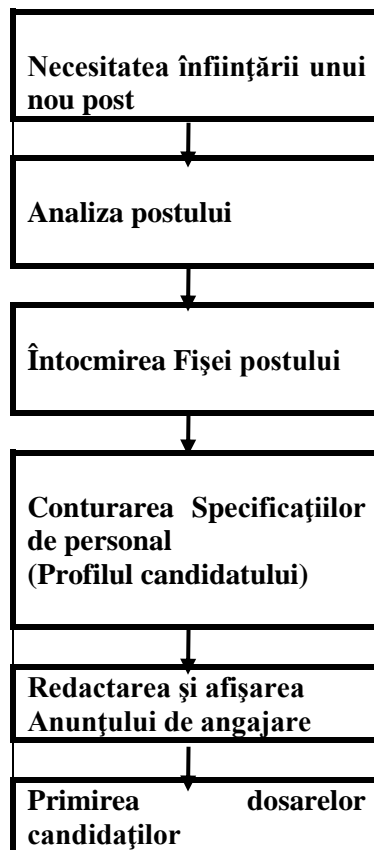 Necesitatea înfiinţării unui
nou post
Analiza postului
Întocmirea Fişei postului
Conturarea Specificaţiilor
de personal
(Profilul candidatului)
Redactarea şi afişarea
Anunţului de angajare
Primirea dosarelor
candidaţilor